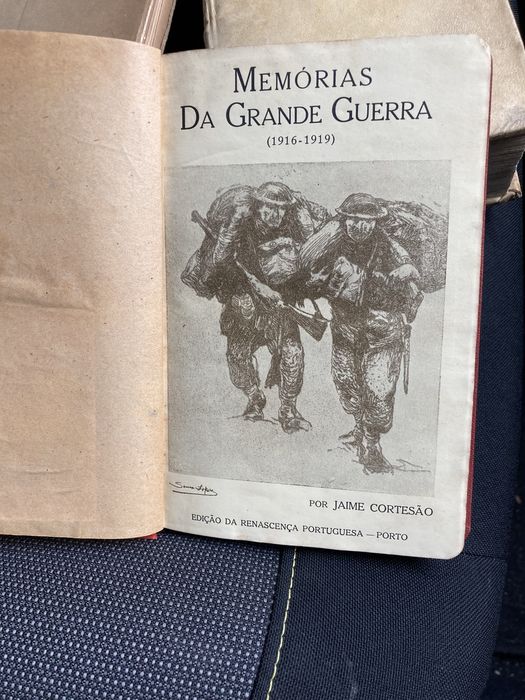 MEMÓRIAS
DA GRANDE GUERRA
(1916-1919)
POR JAIME CORTESÃO
EDIÇÃO DA RENASCENÇA PORTUGUESA — PORTO